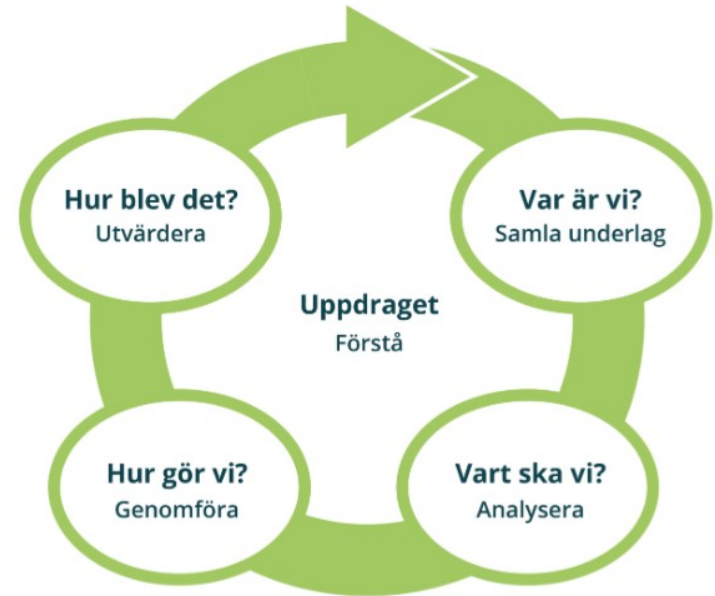 Hur blev det?
Utvärdera
Var är vi?
Samla underlag
Uppdraget
Förstå
Hur gör vi?
Genomföra
Vart ska vi?
Analysera